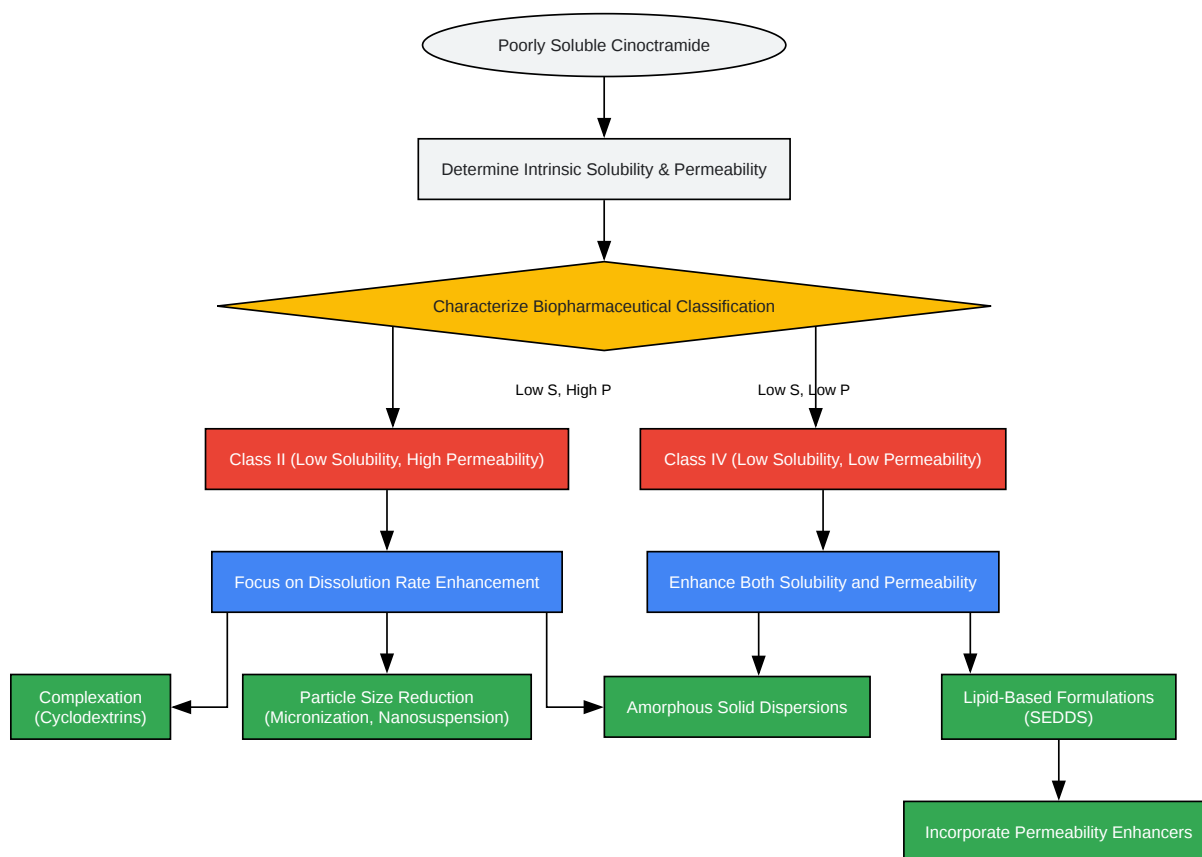 Poorly Soluble Cinoctramide
Determine Intrinsic Solubility & Permeability
Characterize Biopharmaceutical Classification
Low S, High P
Low S, Low P
Class II (Low Solubility, High Permeability)
Class IV (Low Solubility, Low Permeability)
Focus on Dissolution Rate Enhancement
Enhance Both Solubility and Permeability
Complexation
(Cyclodextrins)
Particle Size Reduction
(Micronization, Nanosuspension)
Amorphous Solid Dispersions
Lipid-Based Formulations
(SEDDS)
Incorporate Permeability Enhancers